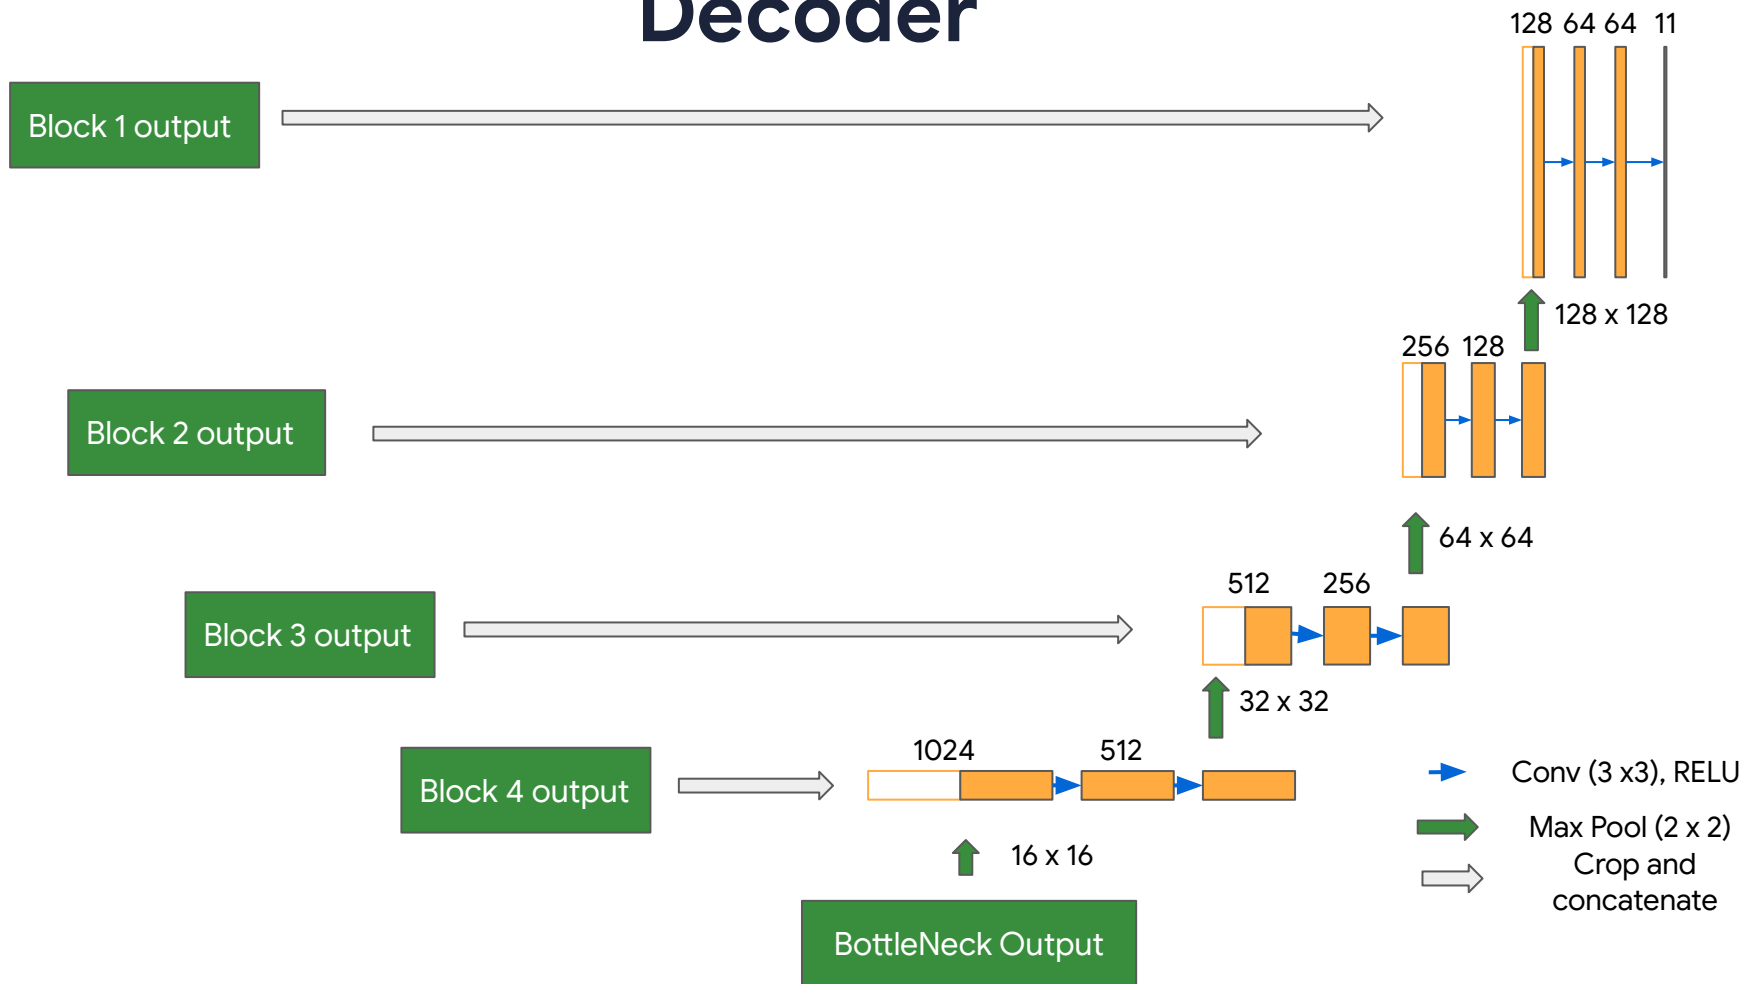 Decoder
128 64 64 11
Block 1 output
128 x 128
256 128
Block 2 output
64 x 64
512 256
Block 3 output
32 x 32
1024 512
Block 4 output
Conv (3 x3), RELU
Max Pool (2 x 2)
Crop and
concatenate
16 x 16
BottleNeck Output